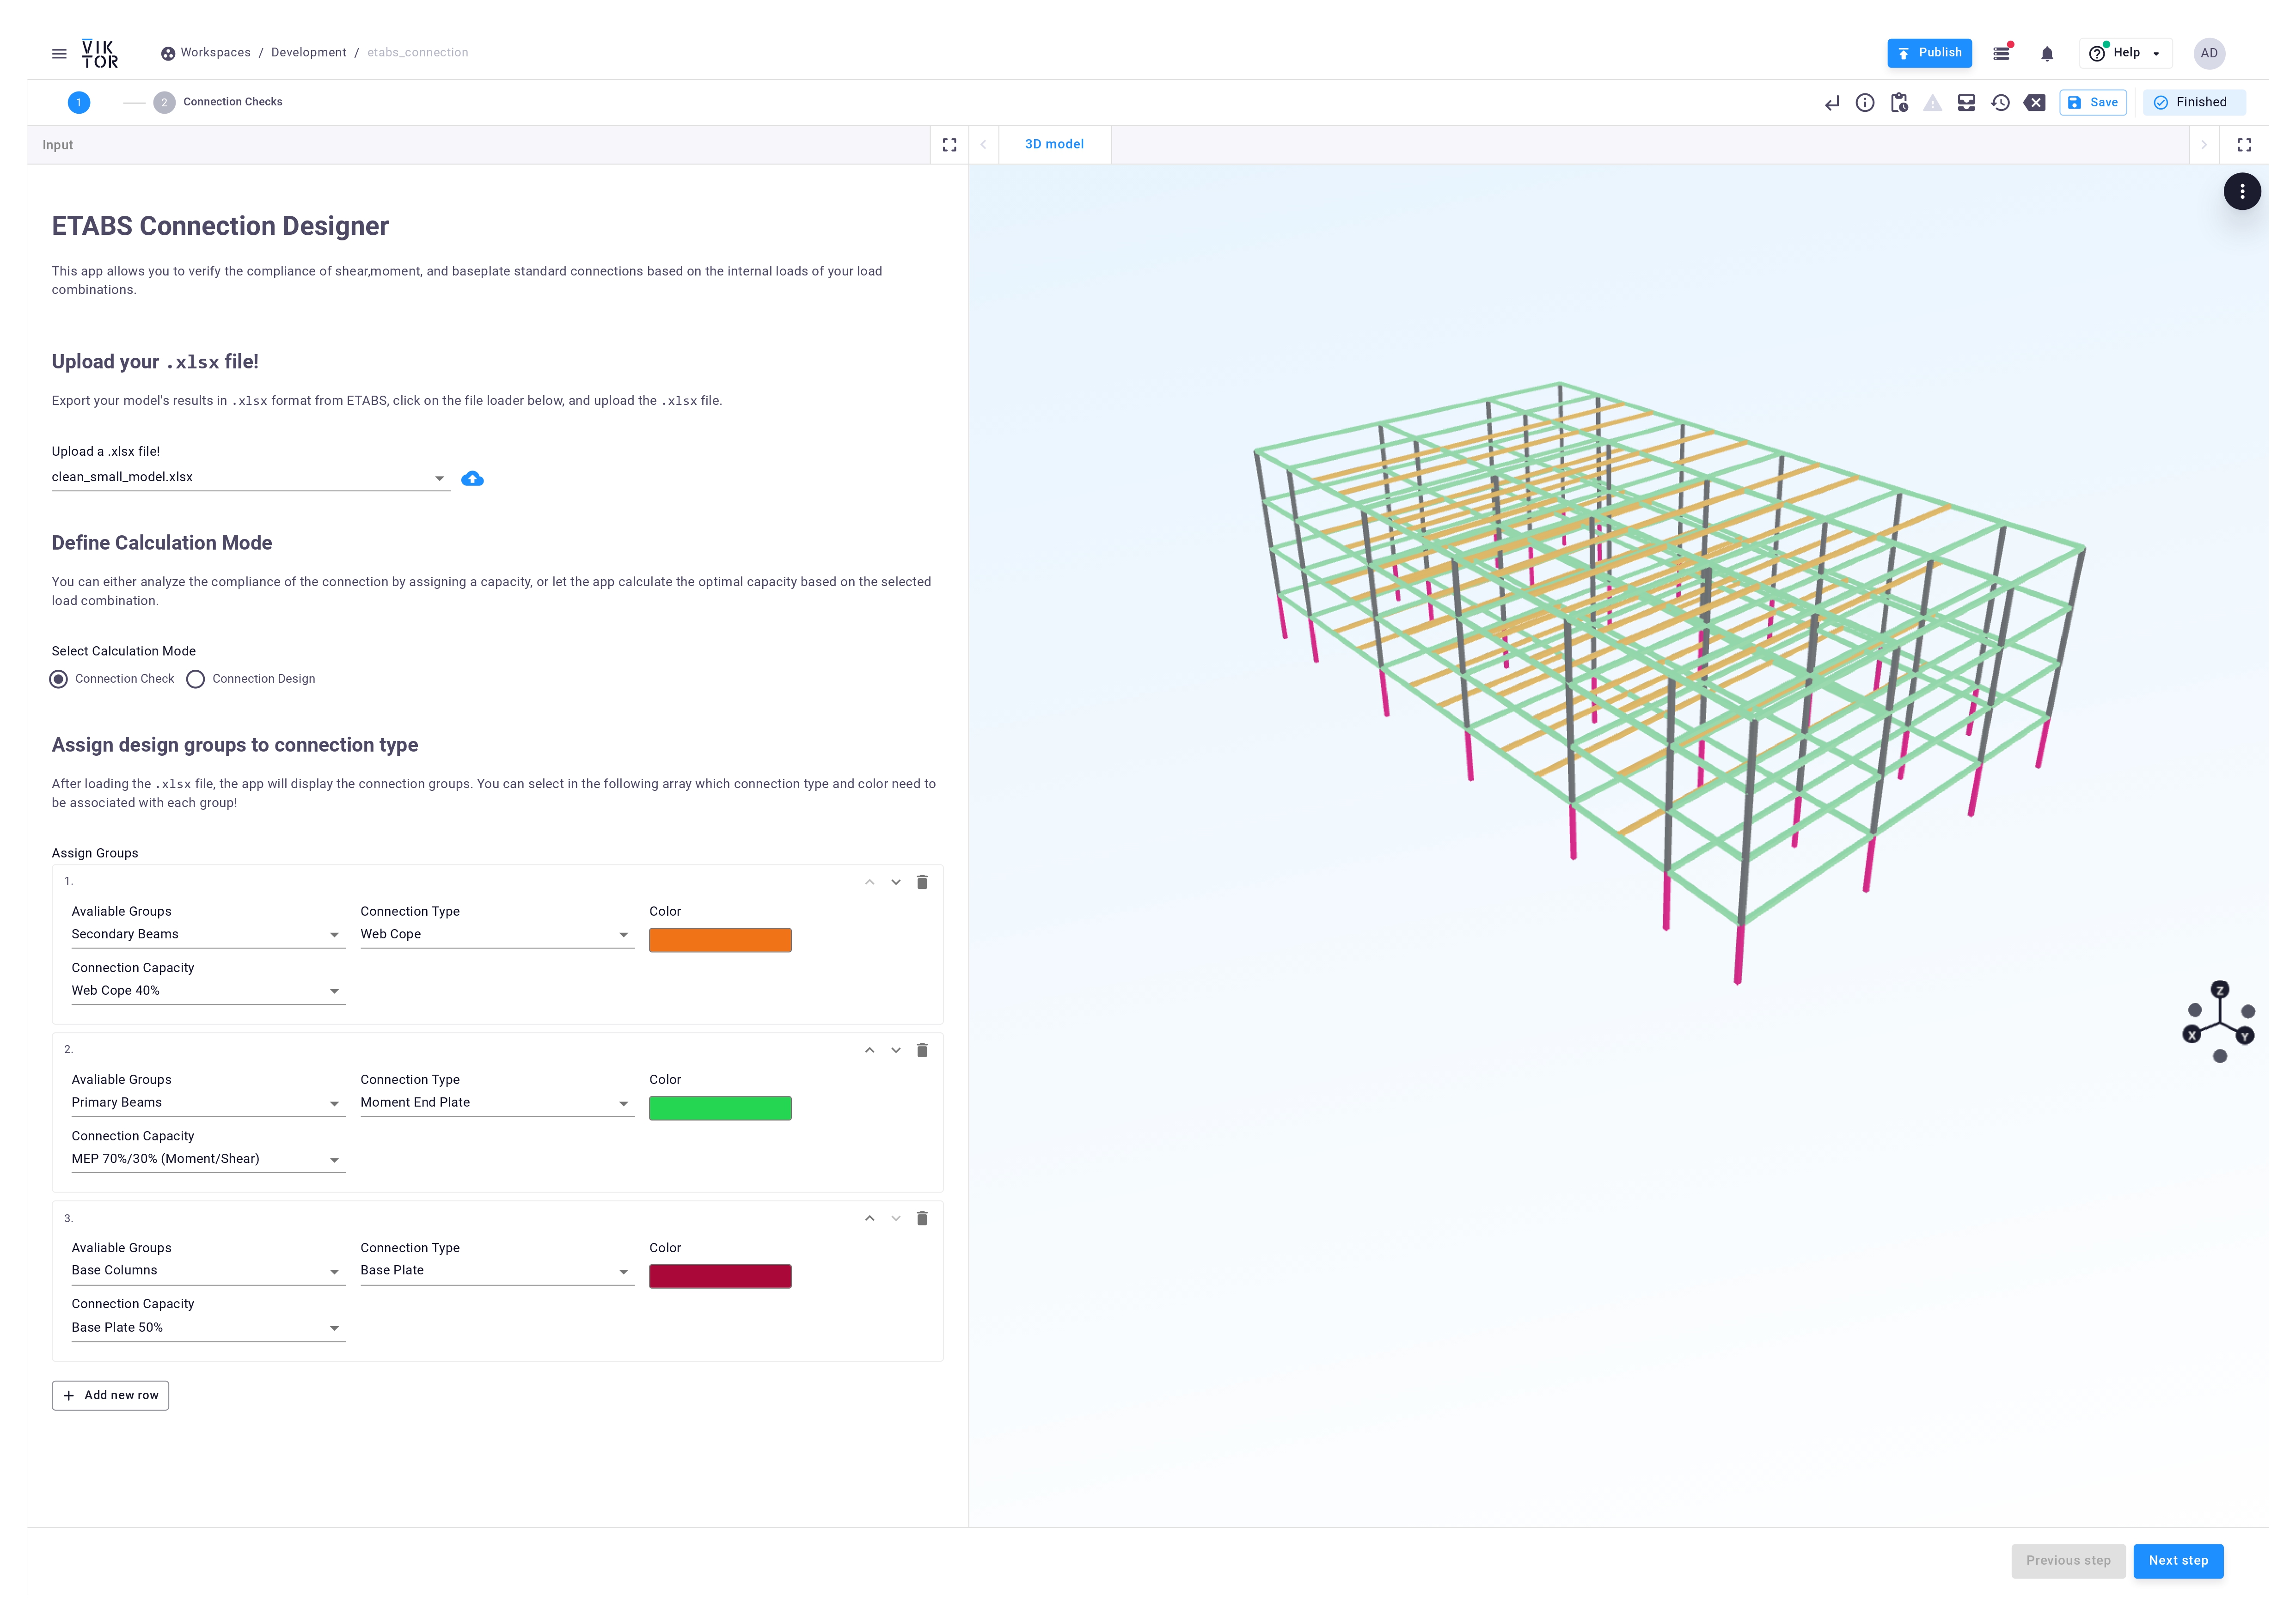 VIKTOR
Workspaces / Development / etabs_connection
Publish
Help
AD
1
2 Connection Checks
Save
Finished
Input
3D model
ETABS Connection Designer
This app allows you to verify the compliance of shear,moment, and baseplate standard connections based on the internal loads of your load
combinations.
Upload your .xlsx file!
Export your model's results in .xlsx format from ETABS, click on the file loader below, and upload the .xlsx file.
Upload a .xlsx file!
clean_small_model.xlsx
Define Calculation Mode
You can either analyze the compliance of the connection by assigning a capacity, or let the app calculate the optimal capacity based on the selected
load combination.
Select Calculation Mode
Connection Check Connection Design
Assign design groups to connection type
After loading the .xlsx file, the app will display the connection groups. You can select in the following array which connection type and color need to
be associated with each group!
Assign Groups
1.
Avaliable Groups Connection Type Color
Secondary Beams Web Cope
Connection Capacity
Web Cope 40%
2.
Avaliable Groups Connection Type Color
Primary Beams Moment End Plate
Connection Capacity
MEP 70%/30% (Moment/Shear)
3.
Avaliable Groups Connection Type Color
Base Columns Base Plate
Connection Capacity
Base Plate 50%
Add new row
Z
X
Y
Previous step
Next step